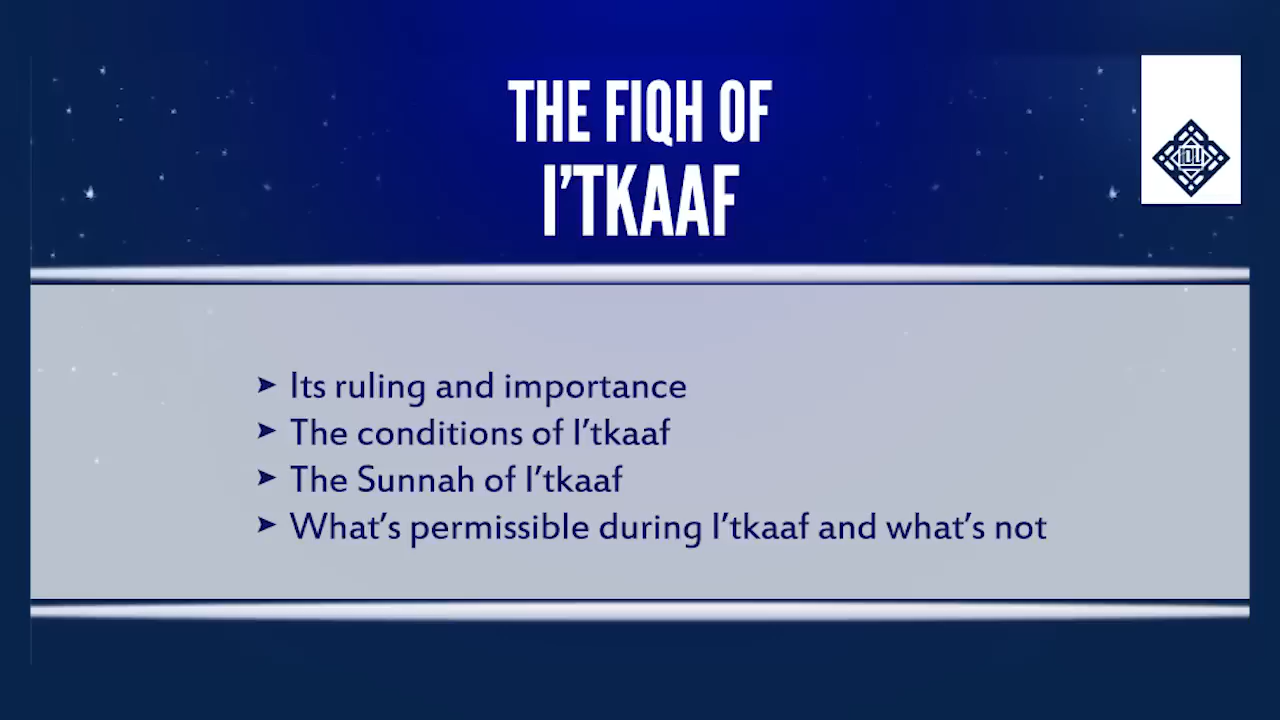 THE FIQH OF
I'TKAAF
IOU
➤ Its ruling and importance
➤ The conditions of I'tkaaf
➤ The Sunnah of I'tkaaf
➤ What's permissible during I'tkaaf and what's not